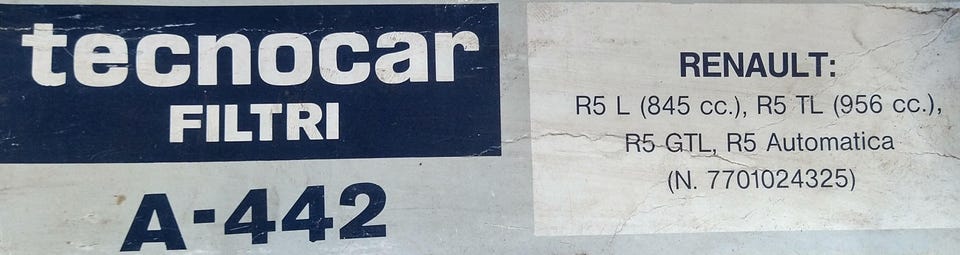 tecnocar
FILTRI
A-442
RENAULT:
R5 L (845 cc.), R5 TL (956 cc.),
R5 GTL, R5 Automatica
(N. 7701024325)